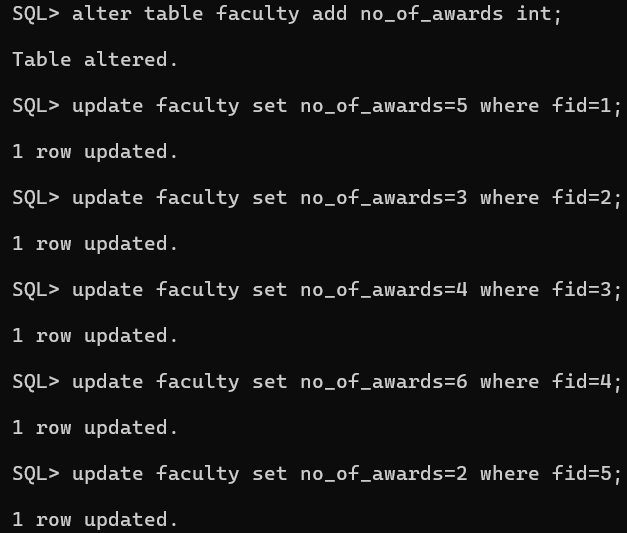 SQL> alter table faculty add no_of_awards int;
Table altered.
SQL> update faculty set no_of_awards=5 where fid=1;
1 row updated.
SQL> update faculty set no_of_awards=3 where fid=2;
1 row updated.
SQL> update faculty set no_of_awards=4 where fid=3;
1 row updated.
SQL> update faculty set no_of_awards=6 where fid=4;
1 row updated.
SQL> update faculty set no_of_awards=2 where fid=5;
1 row updated.